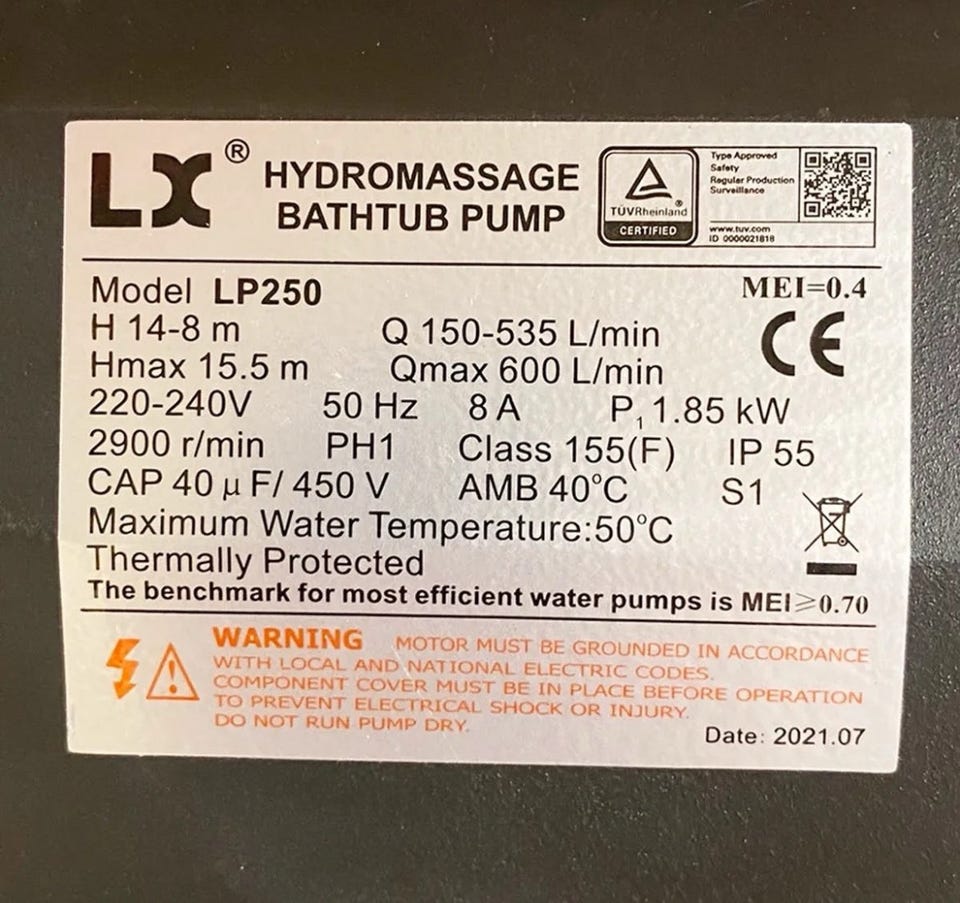 LX®
HYDROMASSAGE
BATHTUB PUMP
TÜVRheinland®
CERTIFIED
Type Approved
Safety
Regular Production
Surveillance
www.tuv.com
ID 0000021818
Model LP250
MEI=0.4
H 14-8 m Q 150-535 L/min
CE
Hmax 15.5 m Qmax 600 L/min
220-240V 50 Hz 8 A P₁ 1.85 kW
2900 r/min PH1 Class 155(F) IP 55
CAP 40 μF/ 450 V AMB 40°C S1
Maximum Water Temperature:50°C
Thermally Protected
The benchmark for most efficient water pumps is MEI≥0.70
WARNING MOTOR MUST BE GROUNDED IN ACCORDANCE
WITH LOCAL AND NATIONAL ELECTRIC CODES.
COMPONENT COVER MUST BE IN PLACE BEFORE OPERATION
TO PREVENT ELECTRICAL SHOCK OR INJURY.
DO NOT RUN PUMP DRY.
Date: 2021.07